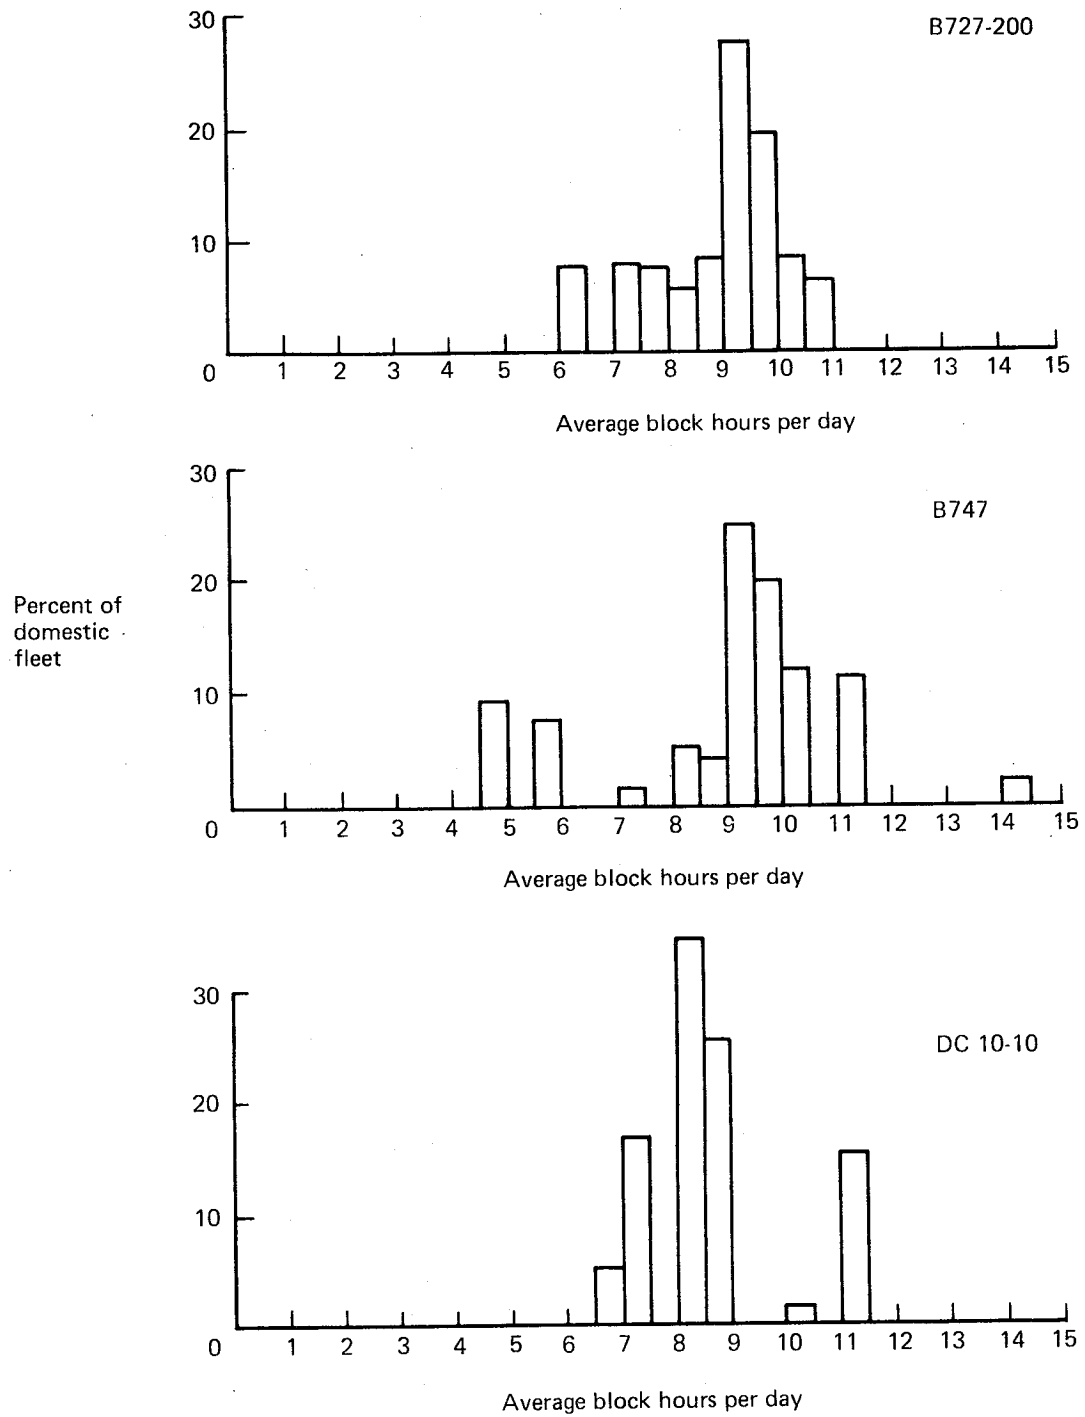 B727-200
30
20
10
0 1 2 3 4 5 6 7 8 9 10 11 12 13 14 15
Average block hours per day
B747
30
20
10
Percent of
domestic
fleet
0 1 2 3 4 5 6 7 8 9 10 11 12 13 14 15
Average block hours per day
DC 10-10
30
20
10
0 1 2 3 4 5 6 7 8 9 10 11 12 13 14 15
Average block hours per day